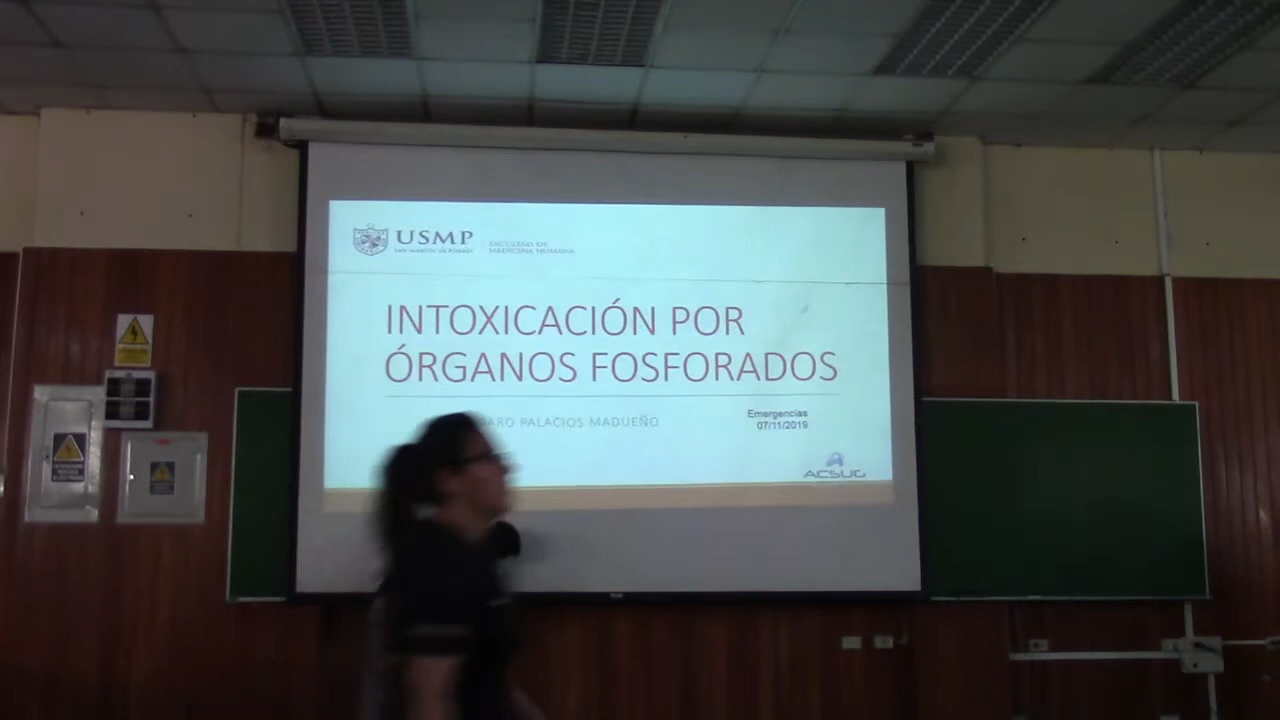 USMP
FACULTAD DE
MEDICINA HUMANA
INTOXICACIÓN POR
ÓRGANOS FOSFORADOS
PALACIOS MADUEÑO
Emergencias
07/11/2019
ACSUG